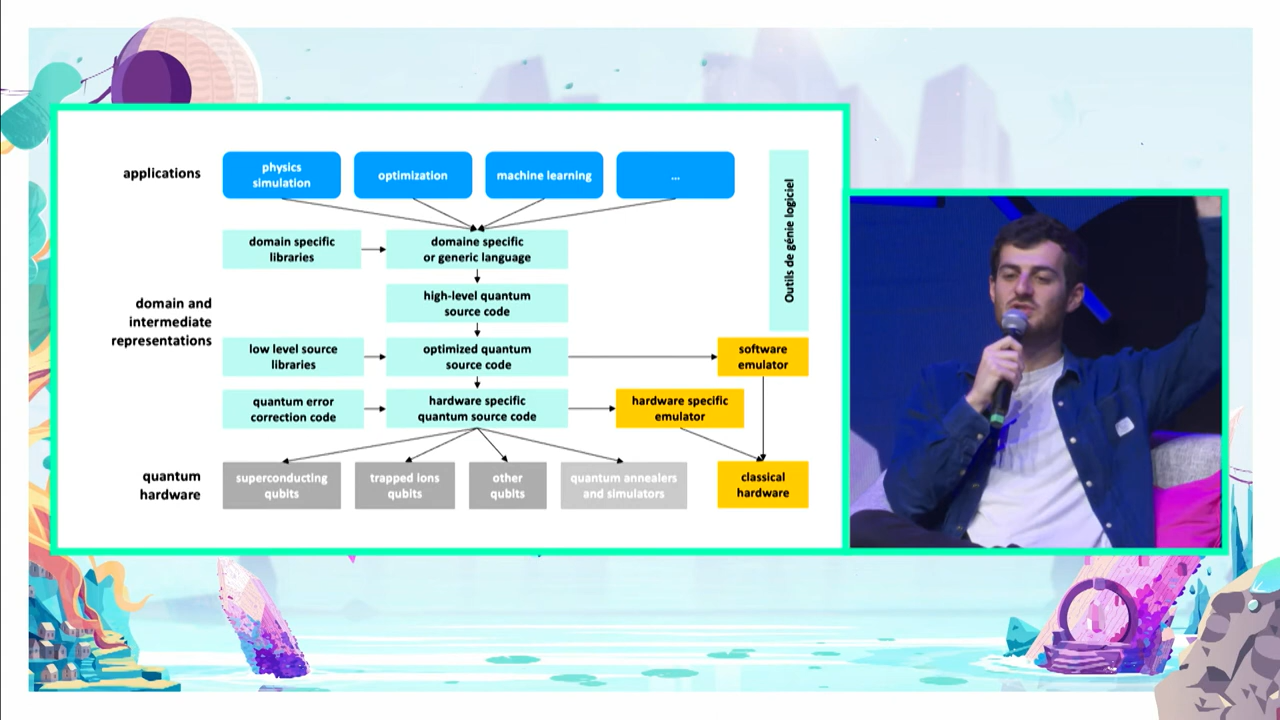 applications
physics
simulation
optimization
machine learning
...
Outils de génie logiciel
domain specific
libraries
domaine specific
or generic language
high-level quantum
source code
domain and
intermediate
representations
low level source
libraries
optimized quantum
source code
software
emulator
quantum error
correction code
hardware specific
quantum source code
hardware specific
emulator
quantum
hardware
superconducting
qubits
trapped ions
qubits
other
qubits
quantum annealers
and simulators
classical
hardware